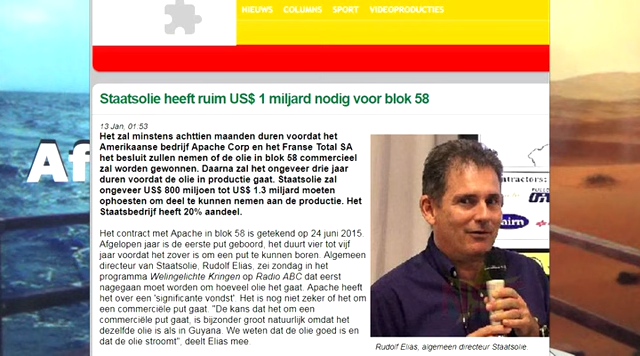 NIEUWS COLUMNS SPORT VIDEOPRODUCTIES
Staatsolie heeft ruim US$ 1 miljard nodig voor blok 58
13 Jan, 01:53
Het zal minstens achttien maanden duren voordat het
Amerikaanse bedrijf Apache Corp en het Franse Total SA
het besluit zullen nemen of de olie in blok 58 commercieel
zal worden gewonnen. Daarna zal het ongeveer drie jaar
voordat de olie in productie gaat. Staatsolie zal
ongeveer US$ 800 miljoen tot US$ 1.3 miljard moeten
ophoesten om deel te kunnen nemen aan de productie. Het
Staatsbedrijf heeft 20% aandeel.
Het contract met Apache in blok 58 is getekend op 24 juni 2015.
Afgelopen jaar is de eerste put geboord, het duurt vier tot vijf
jaar voordat het zover is om een put te kunnen boren. Algemeen
directeur van Staatsolie, Rudolf Elias, zei zondag in het
programma Welingelichte Kringen op Radio ABC dat eerst
nagegaan moet worden om hoeveel olie het gaat. Apache heeft
het over een 'significante vondst'. Het is nog niet zeker of het om
een commerciële put gaat. "De kans dat het om een
commerciële put gaat, is bijzonder groot natuurlijk omdat het
dezelfde olie is als in Guyana. We weten dat de olie goed is en
dat de olie stroomt", deelt Elias mee.
Af
ntractors:
Rudolf Elias, algemeen directeur Staatsolie.